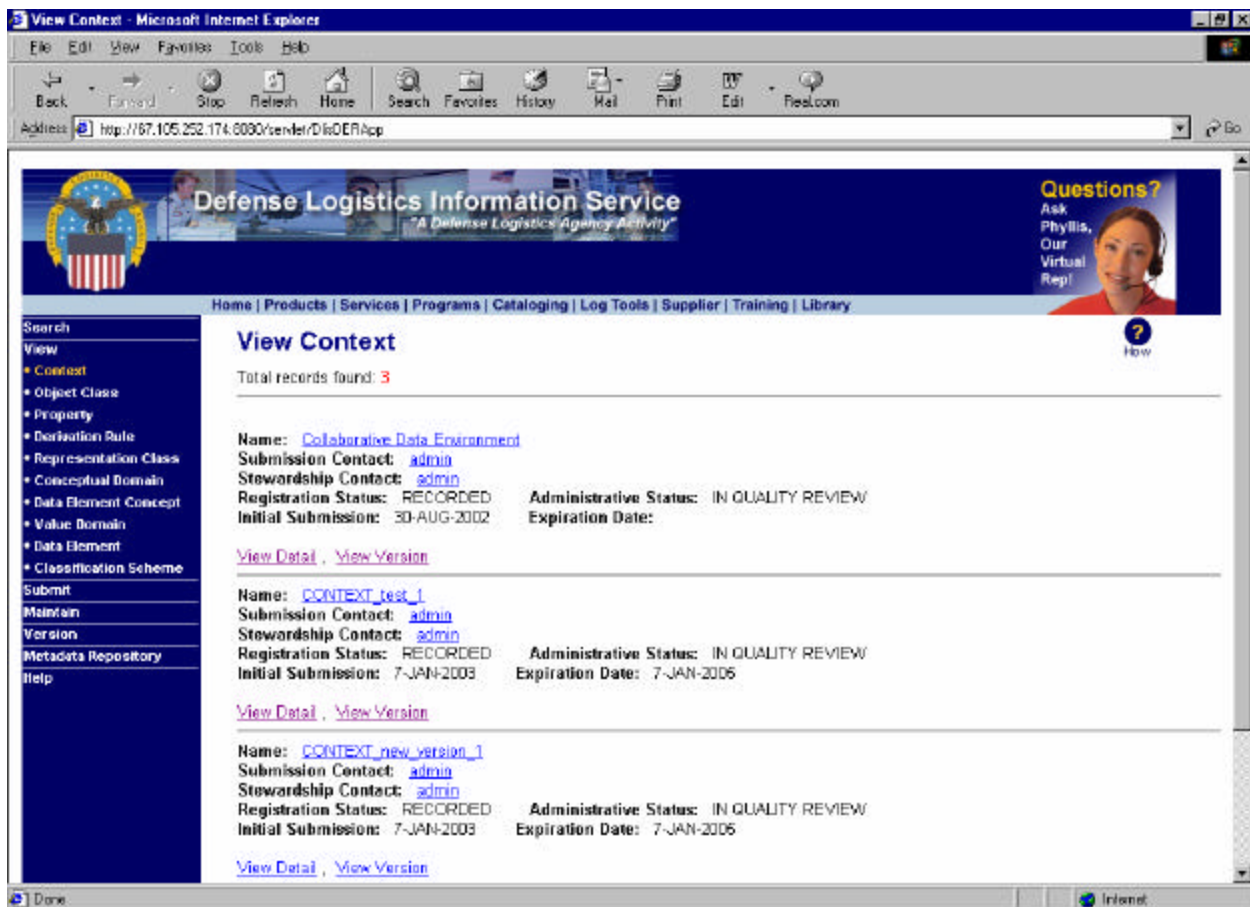 View Context - Microsoft Internet Explorer
File Edit View Favorites Tools Help
Back Forward Stop Refresh Home Search Favorites History Mail Print Edit Real.com
Address http://67.105.252.174:8080/servlet/DlisDERApp Go
Defense Logistics Information Service
"A Defense Logistics Agency Activity"
Questions?
Ask
Phyllis,
Our
Virtual
Rep!
Home | Products | Services | Programs | Cataloging | Log Tools | Supplier | Training | Library
Search
View
• Context
• Object Class
• Property
• Derivation Rule
• Representation Class
• Conceptual Domain
• Data Element Concept
• Value Domain
• Data Element
• Classification Scheme
Submit
Maintain
Version
Metadata Repository
Help
View Context
?
How
Total records found: 3
Name: Collaborative Data Environment
Submission Contact: admin
Stewardship Contact: admin
Registration Status: RECORDED Administrative Status: IN QUALITY REVIEW
Initial Submission: 30-AUG-2002 Expiration Date:
View Detail , View Version
Name: CONTEXT_test_1
Submission Contact: admin
Stewardship Contact: admin
Registration Status: RECORDED Administrative Status: IN QUALITY REVIEW
Initial Submission: 7-JAN-2003 Expiration Date: 7-JAN-2006
View Detail , View Version
Name: CONTEXT_new_version_1
Submission Contact: admin
Stewardship Contact: admin
Registration Status: RECORDED Administrative Status: IN QUALITY REVIEW
Initial Submission: 7-JAN-2003 Expiration Date: 7-JAN-2006
View Detail , View Version
Done Internet